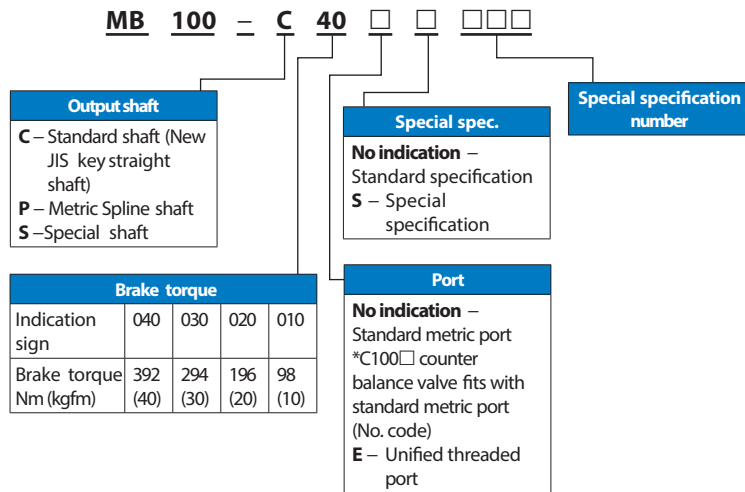 MB 100 – C 40 □ □ □□□
Output shaft
C – Standard shaft (New
JIS key straight
shaft)
P – Metric Spline shaft
S –Special shaft
Special spec.
No indication –
Standard specification
S – Special
specification
Special specification
number
Brake torque
Indication
sign
040
030
020
010
Brake torque
Nm (kgfm)
392
(40)
294
(30)
196
(20)
98
(10)
Port
No indication –
Standard metric port
*C100□ counter
balance valve fits with
standard metric port
(No. code)
E – Unified threaded
port